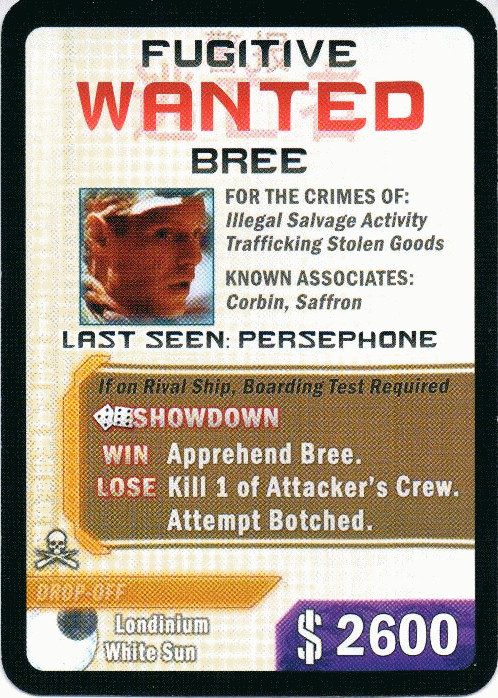 FUGITIVE
WANTED
BREE
FOR THE CRIMES OF:
Illegal Salvage Activity
Trafficking Stolen Goods
KNOWN ASSOCIATES:
Corbin, Saffron
LAST SEEN: PERSEPHONE
If on Rival Ship, Boarding Test Required
SHOWDOWN
WIN Apprehend Bree.
LOSE Kill 1 of Attacker's Crew.
Attempt Botched.
DROP-OFF
Londinium
White Sun
$ 2600